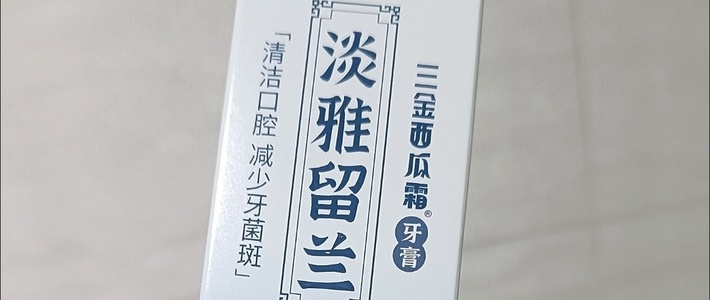 三金西瓜霜®
牙膏
淡雅留兰
「清洁口腔 减少牙菌斑」